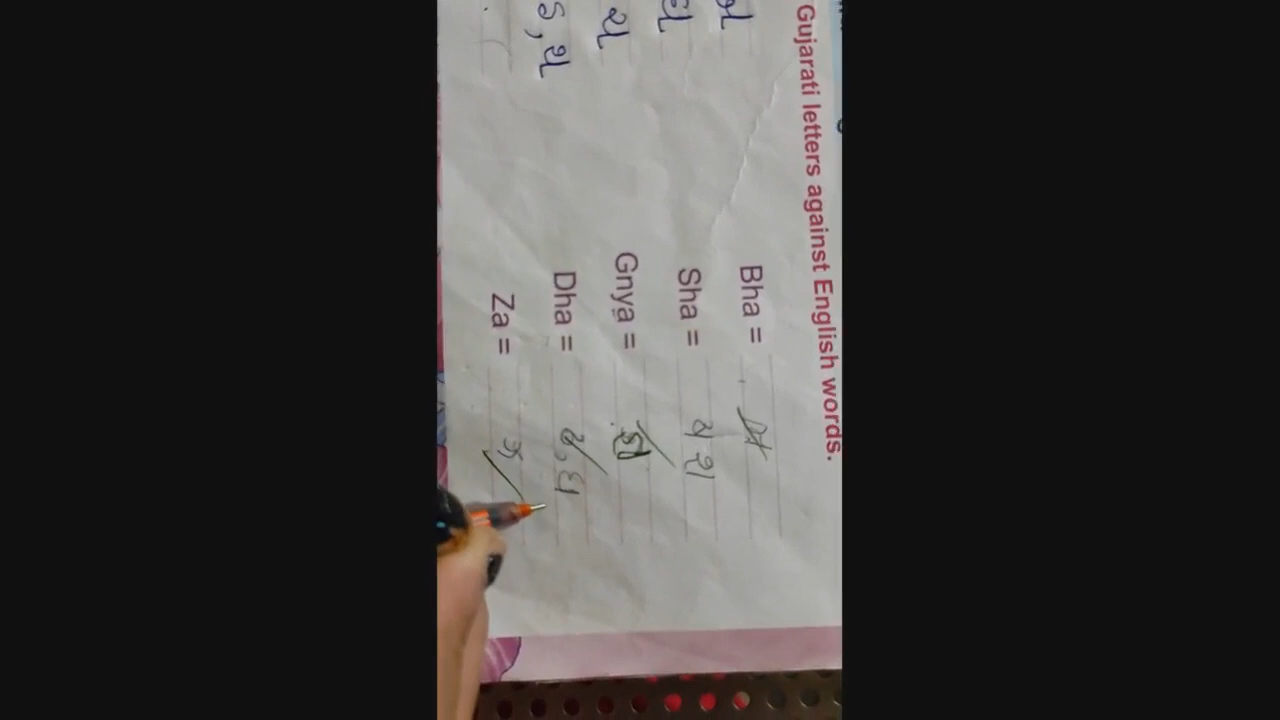 Gujarati letters against English words.
Bha = ભ
Sha = ષ શ
થ
Gnya = જ્ઞ
ડ, થ
Dha = ઢ, ધ
Za = ઝ